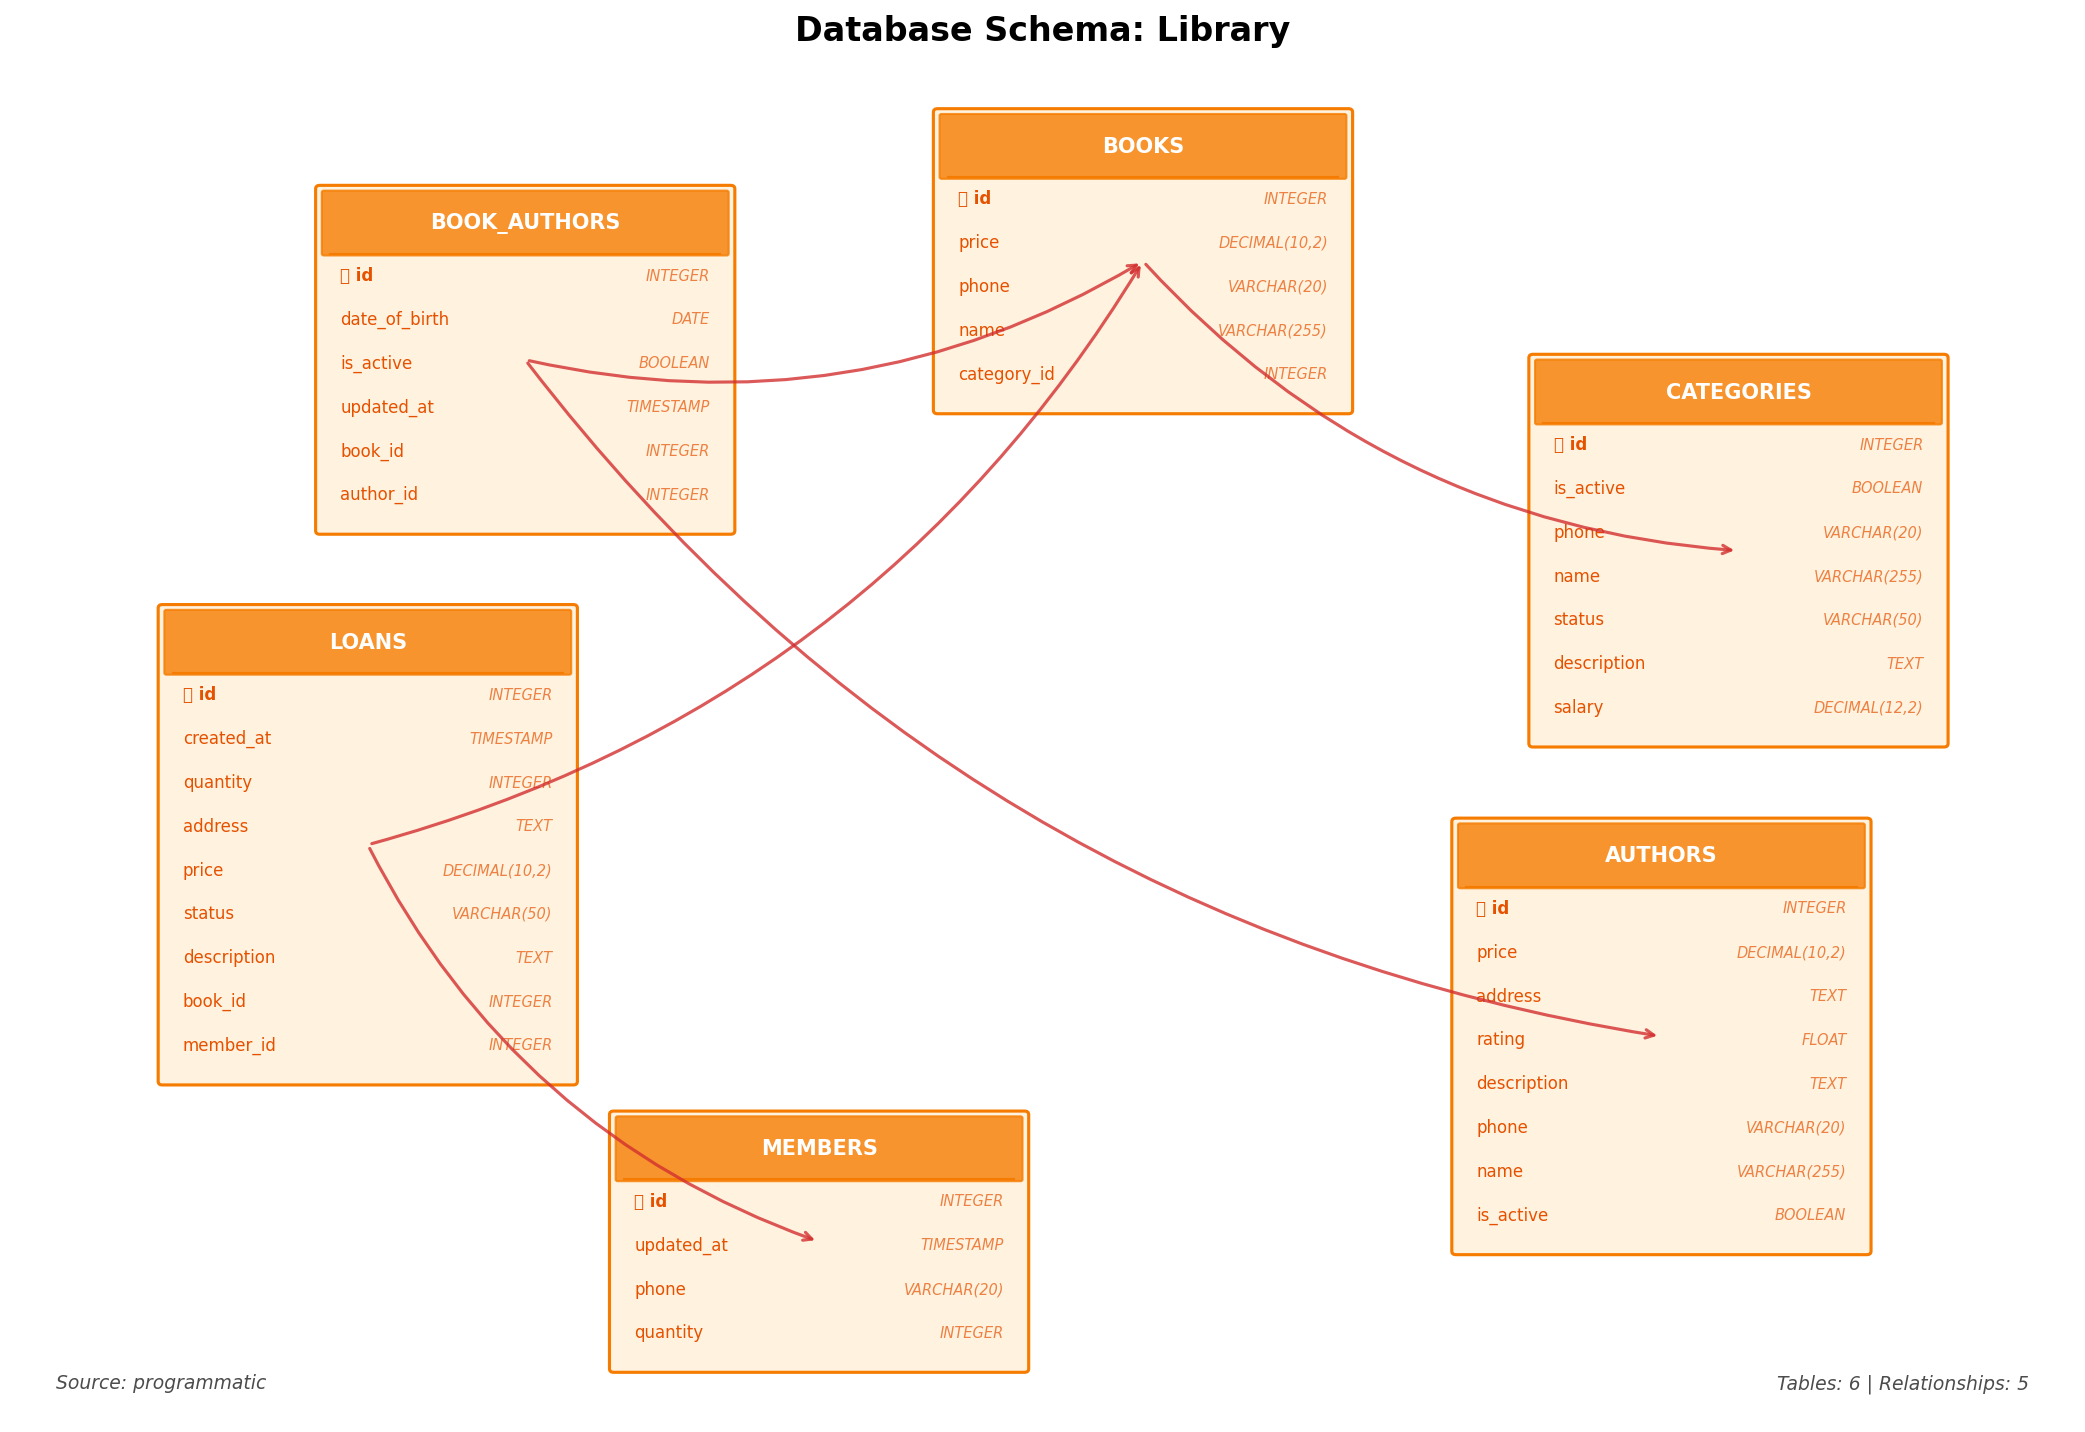 Database Schema: Library
BOOKS
id INTEGER
price DECIMAL(10,2)
phone VARCHAR(20)
name VARCHAR(255)
category_id INTEGER
BOOK_AUTHORS
id INTEGER
date_of_birth DATE
is_active BOOLEAN
updated_at TIMESTAMP
book_id INTEGER
author_id INTEGER
CATEGORIES
id INTEGER
is_active BOOLEAN
phone VARCHAR(20)
name VARCHAR(255)
status VARCHAR(50)
description TEXT
salary DECIMAL(12,2)
LOANS
id INTEGER
created_at TIMESTAMP
quantity INTEGER
address TEXT
price DECIMAL(10,2)
status VARCHAR(50)
description TEXT
book_id INTEGER
member_id INTEGER
AUTHORS
id INTEGER
price DECIMAL(10,2)
address TEXT
rating FLOAT
description TEXT
phone VARCHAR(20)
name VARCHAR(255)
is_active BOOLEAN
MEMBERS
id INTEGER
updated_at TIMESTAMP
phone VARCHAR(20)
quantity INTEGER
Source: programmatic
Tables: 6 | Relationships: 5